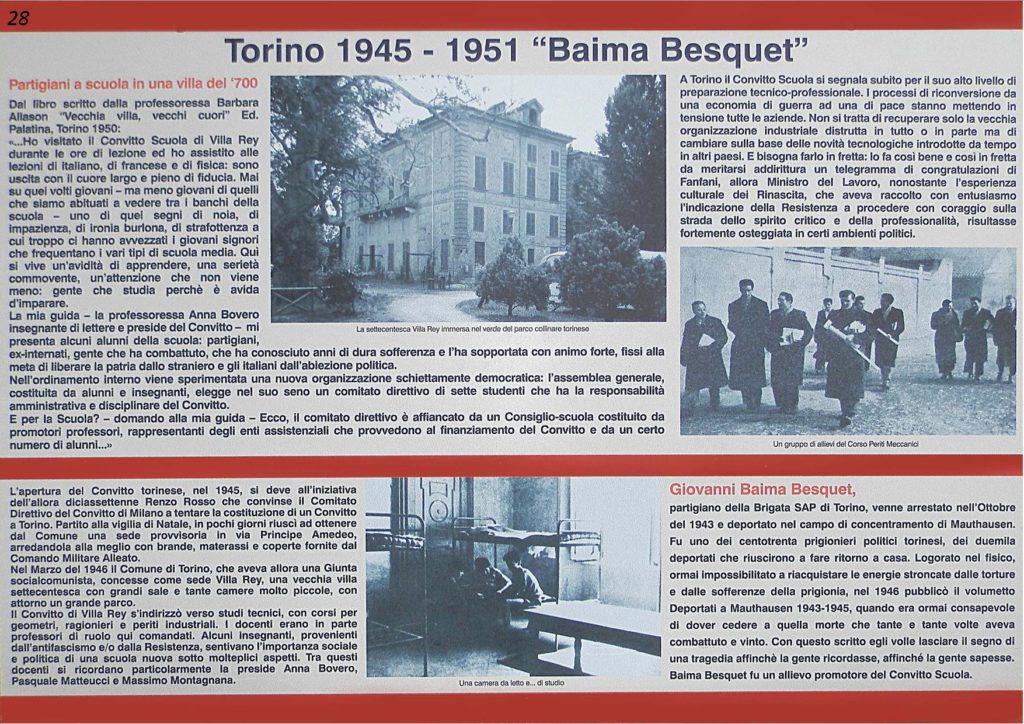 28
Torino 1945 - 1951 “Baima Besquet”
Partigiani a scuola in una villa del ‘700
Dal libro scritto dalla professoressa Barbara
Allason “Vecchia villa, vecchi cuori” Ed.
Palatina, Torino 1950:
«...Ho visitato il Convitto Scuola di Villa Rey
durante le ore di lezione ed ho assistito alle
lezioni di italiano, di francese e di fisica: sono
uscita con il cuore largo e pieno di fiducia. Mai
su quei volti giovani – ma meno giovani di quelli
che siamo abituati a vedere tra i banchi della
scuola – uno di quei segni di noia, di
impazienza, di ironia burlona, di strafottenza a
cui troppo ci hanno avvezzati i giovani signori
che frequentano i vari tipi di scuola media. Qui
si vive un’avidità di apprendere, una serietà
commovente, un’attenzione che non viene
meno: gente che studia perchè è avida
d’imparare.
La mia guida – la professoressa Anna Bovero
insegnante di lettere e preside del Convitto – mi
presenta alcuni alunni della scuola: partigiani,
ex-internati, gente che ha combattuto, che ha conosciuto anni di dura sofferenza e l’ha sopportata con animo forte, fissi alla
meta di liberare la patria dallo straniero e gli italiani dall’ablezione politica.
Nell’ordinamento interno viene sperimentata una nuova organizzazione schiettamente democratica: l’assemblea generale,
costituita da alunni e insegnanti, elegge nel suo seno un comitato direttivo di sette studenti che ha la responsabilità
amministrativa e disciplinare del Convitto.
E per la Scuola? – domando alla mia guida – Ecco, il comitato direttivo è affiancato da un Consiglio-scuola costituito da
promotori professori, rappresentanti degli enti assistenziali che provvedono al finanziamento del Convitto e da un certo
numero di alunni...»
La settecentesca Villa Rey immersa nel verde del parco collinare torinese
A Torino il Convitto Scuola si segnala subito per il suo alto livello di
preparazione tecnico-professionale. I processi di riconversione da
una economia di guerra ad una di pace stanno mettendo in
tensione tutte le aziende. Non si tratta di recuperare solo la vecchia
organizzazione industriale distrutta in tutto o in parte ma di
cambiare sulla base delle novità tecnologiche introdotte da tempo
in altri paesi. E bisogna farlo in fretta: lo fa così bene e così in fretta
da meritarsi addirittura un telegramma di congratulazioni di
Fanfani, allora Ministro del Lavoro, nonostante l’esperienza
culturale dei Rinascita, che aveva raccolto con entusiasmo
l’indicazione della Resistenza a procedere con coraggio sulla
strada dello spirito critico e della professionalità, risultasse
fortemente osteggiata in certi ambienti politici.
Un gruppo di allievi del Corso Periti Meccanici
L’apertura del Convitto torinese, nel 1945, si deve all’iniziativa
dell’allora diciassettenne Renzo Rosso che convinse il Comitato
Direttivo del Convitto di Milano a tentare la costituzione di un Convitto
a Torino. Partito alla vigilia di Natale, in pochi giorni riuscì ad ottenere
dal Comune una sede provvisoria in via Principe Amedeo,
arredandola alla meglio con brande, materassi e coperte fornite dal
Comando Militare Alleato.
Nel Marzo del 1946 il Comune di Torino, che aveva allora una Giunta
socialcomunista, concesse come sede Villa Rey, una vecchia villa
settecentesca con grandi sale e tante camere molto piccole, con
attorno un grande parco.
Il Convitto di Villa Rey s’indirizzò verso studi tecnici, con corsi per
geometri, ragionieri e periti industriali. I docenti erano in parte
professori di ruolo qui comandati. Alcuni insegnanti, provenienti
dall’antifascismo e/o dalla Resistenza, sentivano l’importanza sociale
e politica di una scuola nuova sotto molteplici aspetti. Tra questi
docenti si ricordano particolarmente la preside Anna Bovero,
Pasquale Matteucci e Massimo Montagnana.
Una camera da letto e... di studio
Giovanni Baima Besquet,
partigiano della Brigata SAP di Torino, venne arrestato nell’Ottobre
del 1943 e deportato nel campo di concentramento di Mauthausen.
Fu uno dei centotrenta prigionieri politici torinesi, dei duemila
deportati che riuscirono a fare ritorno a casa. Logorato nel fisico,
ormai impossibilitato a riacquistare le energie stroncate dalle torture
e dalle sofferenze della prigionia, nel 1946 pubblicò il volumetto
Deportati a Mauthausen 1943-1945, quando era ormai consapevole
di dover cedere a quella morte che tante e tante volte aveva
combattuto e vinto. Con questo scritto egli volle lasciare il segno di
una tragedia affinchè la gente ricordasse, affinché la gente sapesse.
Baima Besquet fu un allievo promotore del Convitto Scuola.